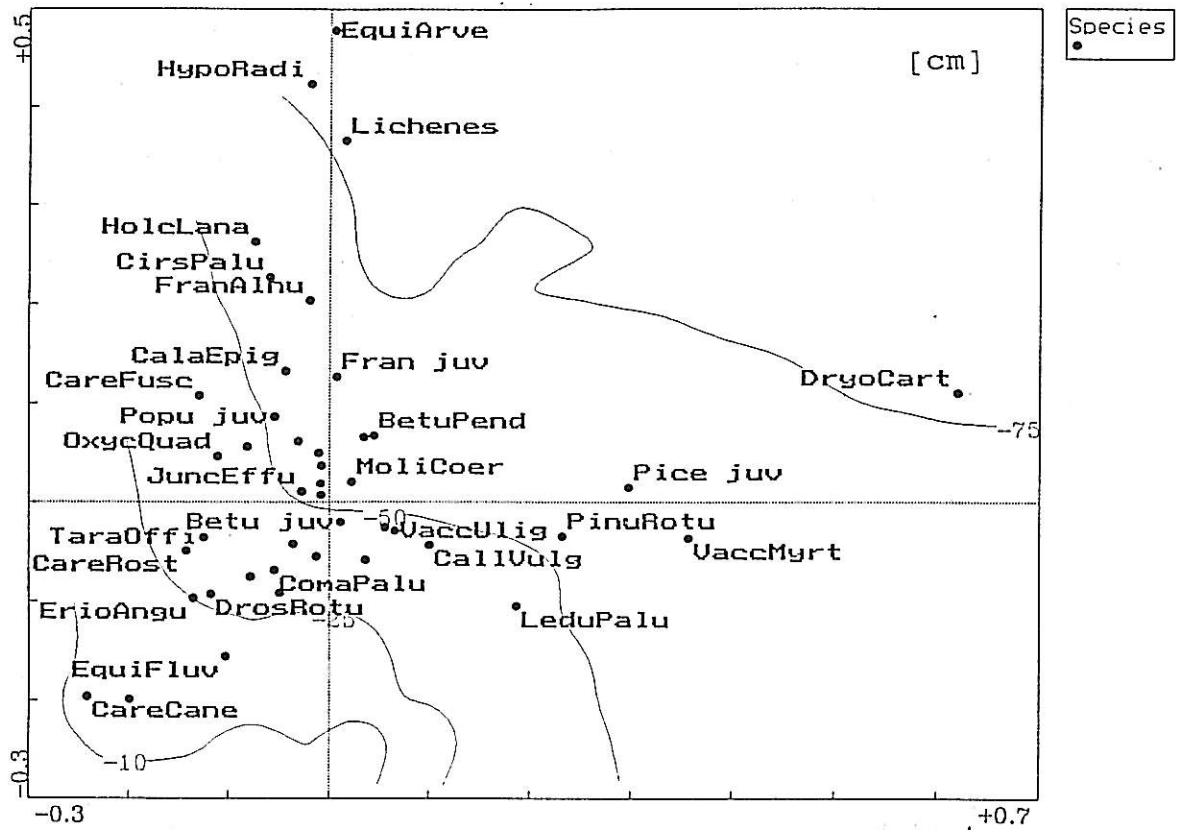 +0.5
EquiArve
Species
HypoRadi
[cm]
Lichenes
HolcLana
CirsPalu
FranAlnu
CalaEpig
Fran juv
CareFusc
DryoCart
Popu juv
BetuPend
-75
OxycQuad
MoliCoer
JuncEffu
Pice juv
Betu juv
-50
VaccUlig
PinuRotu
TaraOffi
CareRost
CallVulg
VaccMyrt
ComaPalu
ErioAngu
DrosRotu
LeduPalu
EquiFluv
CareCane
-10
-0.3
-0.3
+0.7